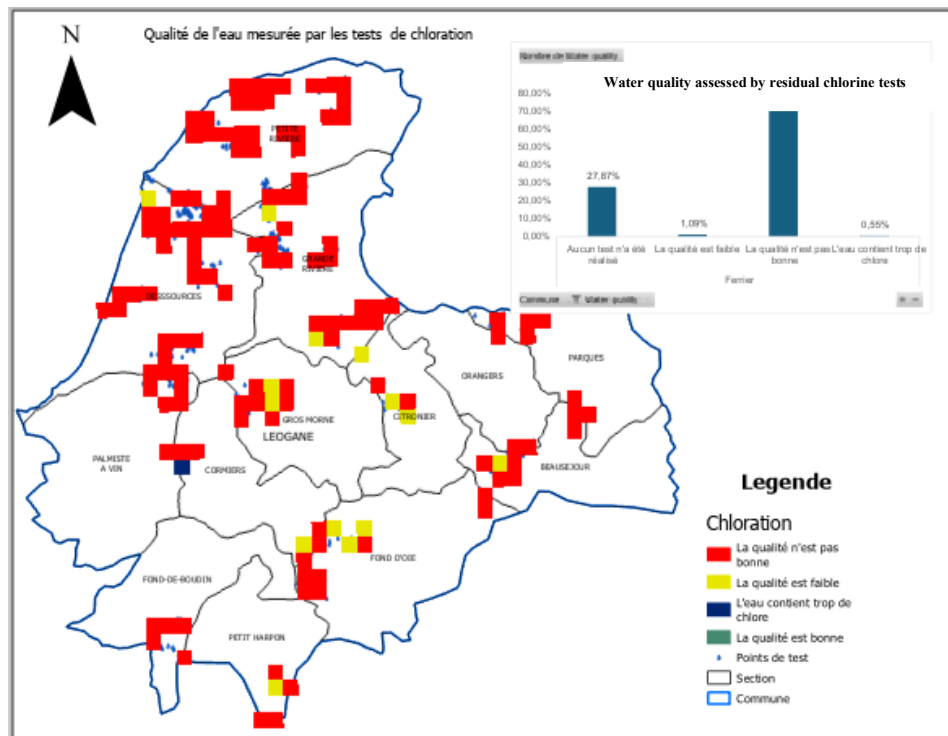 N
Qualité de l'eau mesurée par les tests de chloration
Nombre de Water quality
Water quality assessed by residual chlorine tests
80,00%
70,00%
60,00%
50,00%
40,00%
30,00%
20,00%
10,00%
0,00%
27,87%
1,09%
0,55%
Aucun test n'a été
réalisé
La qualité est faible
La qualité n'est pas
bonne
L'eau contient trop de
chlore
Ferrier
Commune
Water quality
+ −
PETITE
RIVIERE
GRANDE
RIVIERE
DESSOURCES
ORANGERS
PARQUES
GROS MORNE
LEOGANE
CITRONIER
PALMISTE
A VIN
CORMIERS
BEAUSEJOUR
FOND D'OIE
FOND-DE-BOUDIN
PETIT HARPON
Legende
Chloration
La qualité n'est pas
bonne
La qualité est faible
L'eau contient trop de
chlore
La qualité est bonne
Points de test
Section
Commune